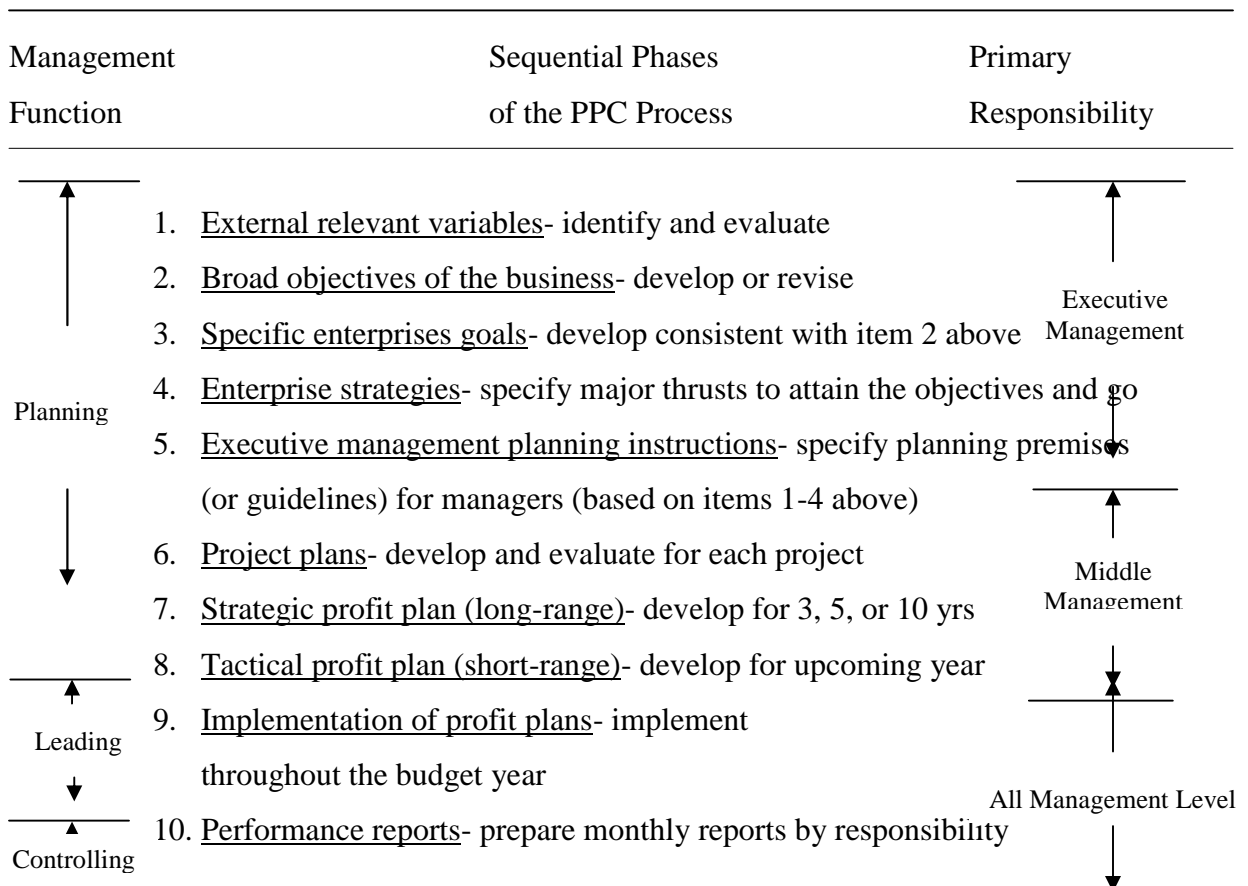 Management Sequential Phases Primary
Function of the PPC Process Responsibility
1. External relevant variables- identify and evaluate
2. Broad objectives of the business- develop or revise
Executive
Management
3. Specific enterprises goals- develop consistent with item 2 above
4. Enterprise strategies- specify major thrusts to attain the objectives and go
Planning
5. Executive management planning instructions- specify planning premises
(or guidelines) for managers (based on items 1-4 above)
6. Project plans- develop and evaluate for each project
Middle
Management
7. Strategic profit plan (long-range)- develop for 3, 5, or 10 yrs
8. Tactical profit plan (short-range)- develop for upcoming year
9. Implementation of profit plans- implement
Leading
throughout the budget year
All Management Level
10. Performance reports- prepare monthly reports by responsibility
Controlling